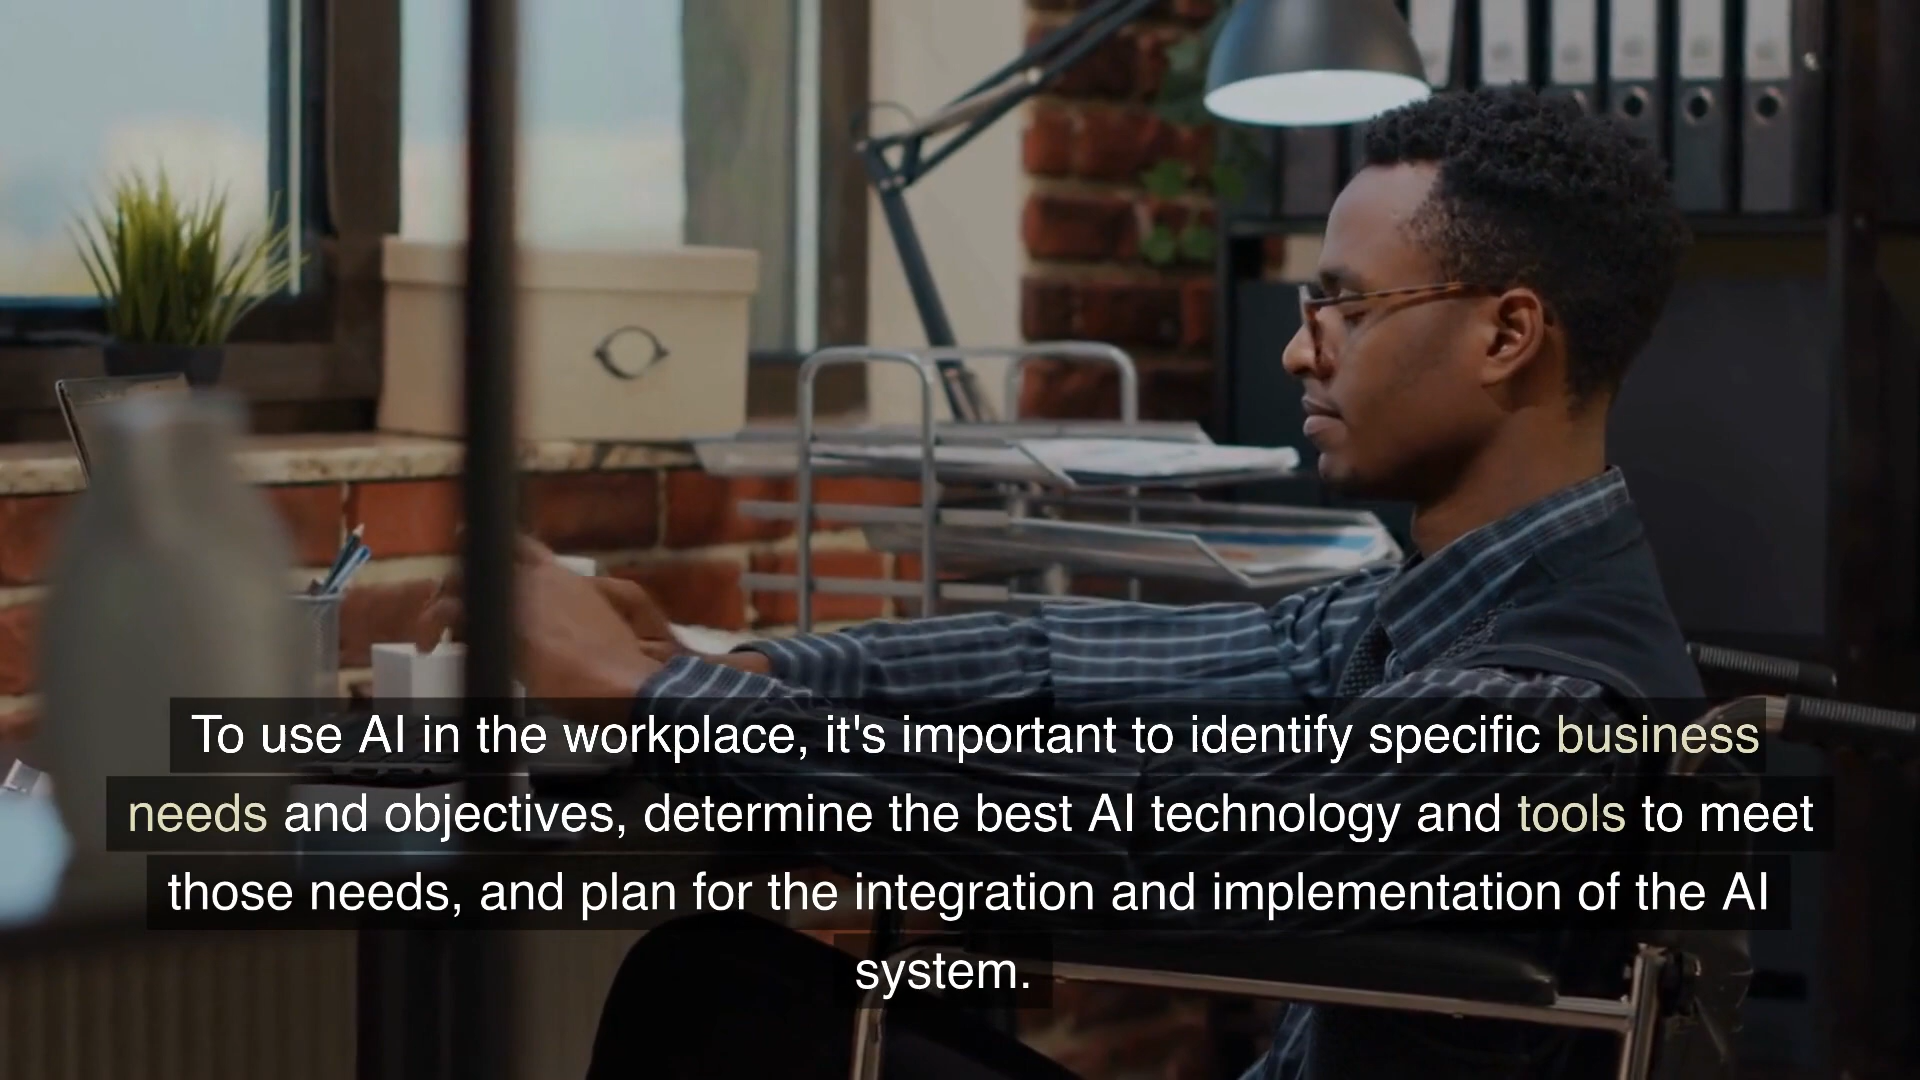 To use AI in the workplace, it's important to identify specific business
needs and objectives, determine the best AI technology and tools to meet
those needs, and plan for the integration and implementation of the AI
system.